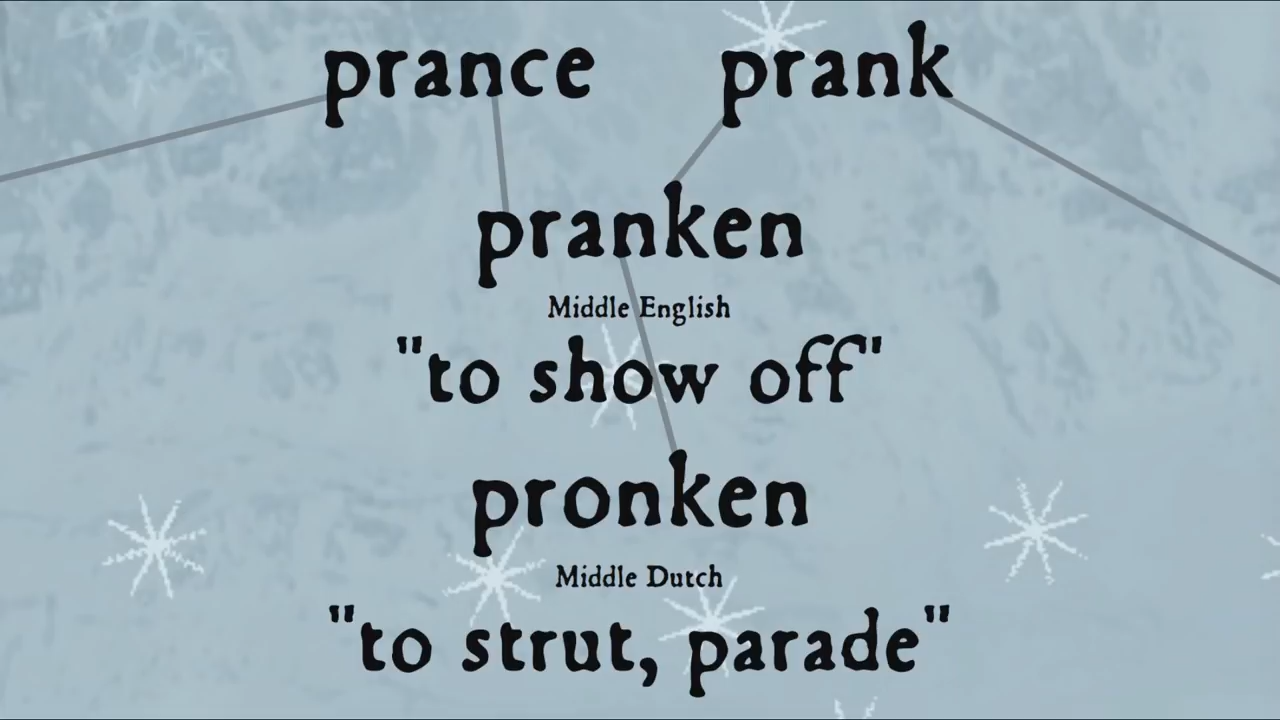 prance prank
pranken
Middle English
"to show off"
pronken
Middle Dutch
"to strut, parade"